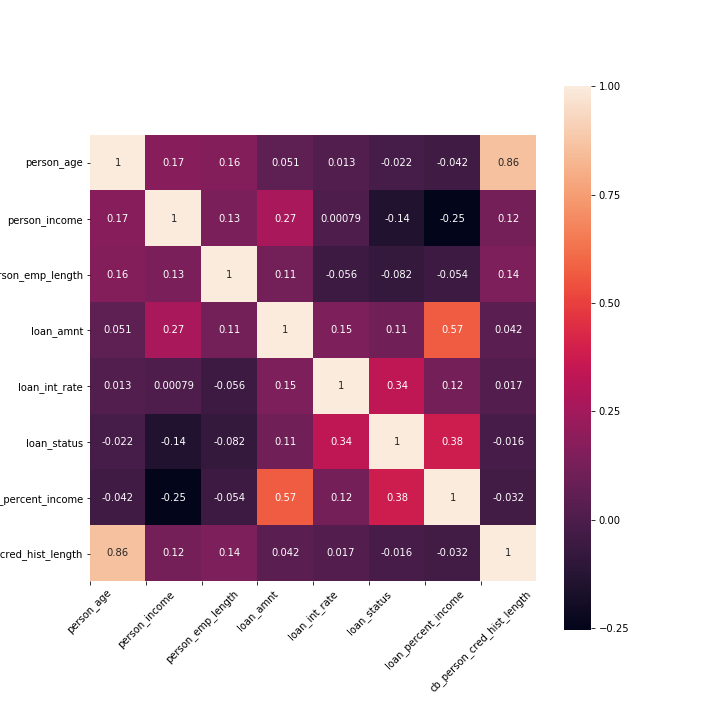 1.00
person_age 1 0.17 0.16 0.051 0.013 -0.022 -0.042 0.86
0.75
person_income 0.17 1 0.13 0.27 0.00079 -0.14 -0.25 0.12
rson_emp_length 0.16 0.13 1 0.11 -0.056 -0.082 -0.054 0.14
0.50
loan_amnt 0.051 0.27 0.11 1 0.15 0.11 0.57 0.042
loan_int_rate 0.013 0.00079 -0.056 0.15 1 0.34 0.12 0.017
0.25
loan_status -0.022 -0.14 -0.082 0.11 0.34 1 0.38 -0.016
_percent_income -0.042 -0.25 -0.054 0.57 0.12 0.38 1 -0.032
0.00
cred_hist_length 0.86 0.12 0.14 0.042 0.017 -0.016 -0.032 1
-0.25
person_age
person_income
person_emp_length
loan_amnt
loan_int_rate
loan_status
loan_percent_income
cb_person_cred_hist_length